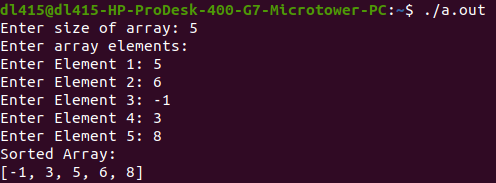 dl415@dl415-HP-ProDesk-400-G7-Microtower-PC:~$ ./a.out
Enter size of array: 5
Enter array elements:
Enter Element 1: 5
Enter Element 2: 6
Enter Element 3: -1
Enter Element 4: 3
Enter Element 5: 8
Sorted Array:
[-1, 3, 5, 6, 8]